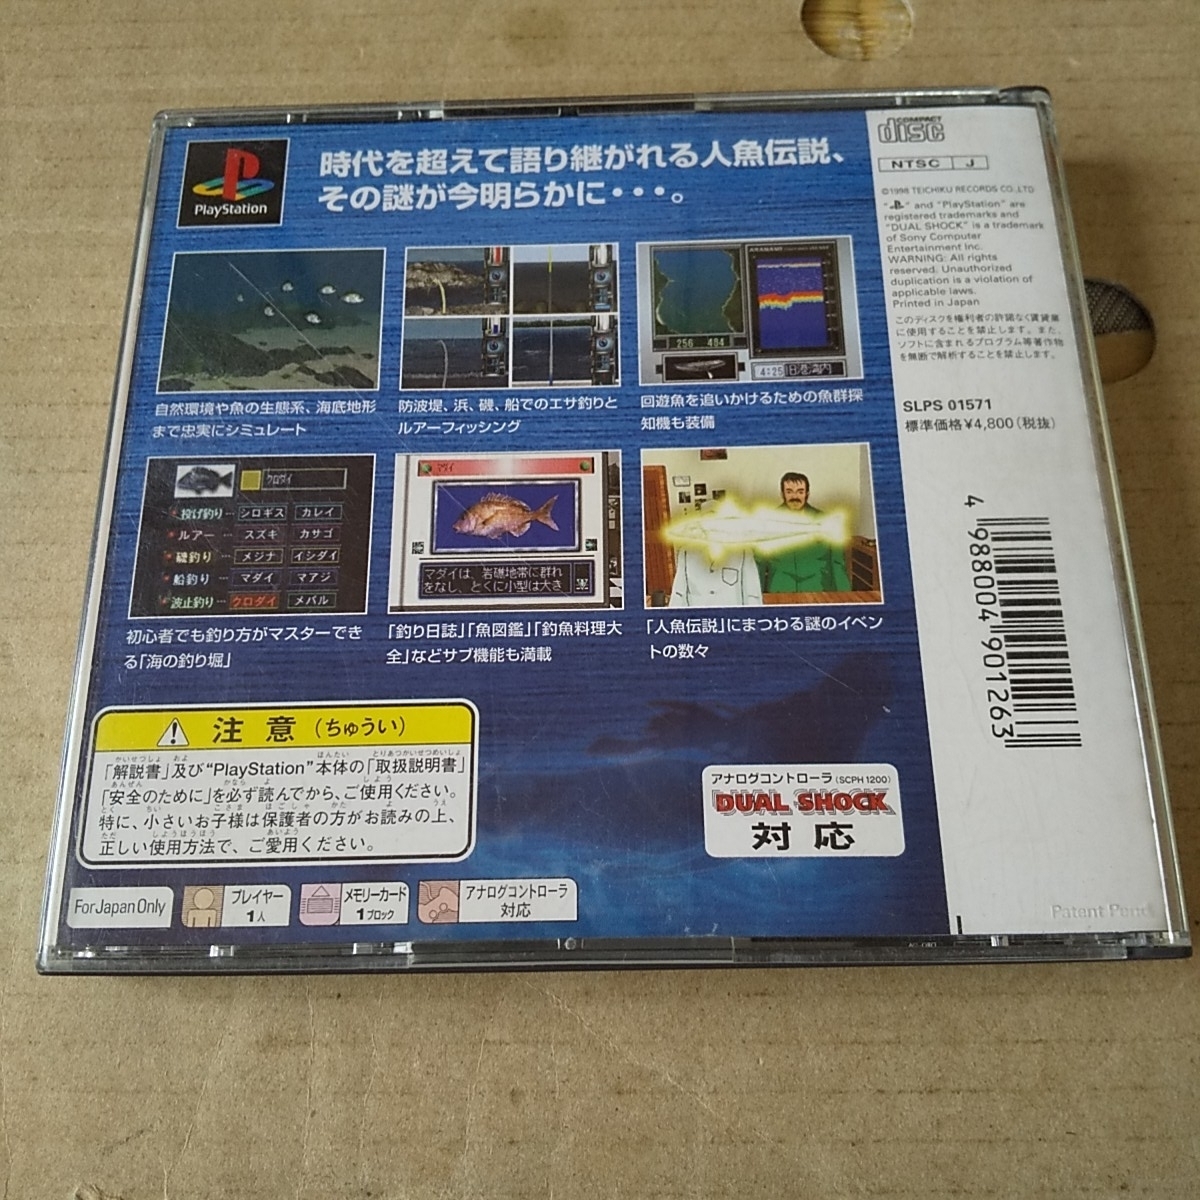 時代を超えて語り継がれる人魚伝説、
その謎が今明らかに・・・。
PlayStation
COMPACT
disc
NTSC J
©1998 TEICHIKU RECORDS CO.,LTD
"PS" and "PlayStation" are
registered trademarks and
"DUAL SHOCK" is a trademark
of Sony Computer
Entertainment Inc.
WARNING: All rights
reserved. Unauthorized
duplication is a violation of
applicable laws.
Printed in Japan
このディスクを権利者の許諾なく賃貸業
に使用することを禁止します。また、
ソフトに含まれるプログラム等著作物
を無断で解析することを禁止します。
SLPS 01571
標準価格¥4,800(税抜)
4 988004 901263
256 484
4:25
自然環境や魚の生態系、海底地形
まで忠実にシミュレート
防波堤、浜、磯、船でのエサ釣りと
ルアーフィッシング
回遊魚を追いかけるための魚群探
知機も装備
クロダイ
投げ釣り … シロギス カレイ
ルアー … スズキ カサゴ
磯釣り … メジナ イシダイ
船釣り … マダイ マアジ
波止釣り … クロダイ メバル
マダイ
マダイは、岩礁地帯に群れ
をなし、とくに小型は大き
初心者でも釣り方がマスターでき
る「海の釣り堀」
「釣り日誌」「魚図鑑」「釣魚料理大
全」などサブ機能も満載
「人魚伝説」にまつわる謎のイベン
トの数々
注意(ちゅうい)
「解説書」及び"PlayStation"本体の「取扱説明書」
「安全のために」を必ず読んでから、ご使用ください。
特に、小さいお子様は保護者の方がお読みの上、
正しい使用方法で、ご愛用ください。
アナログコントローラ(SCPH 1200)
DUAL SHOCK
対応
For Japan Only
プレイヤー
1人
メモリーカード
1ブロック
アナログコントローラ
対応